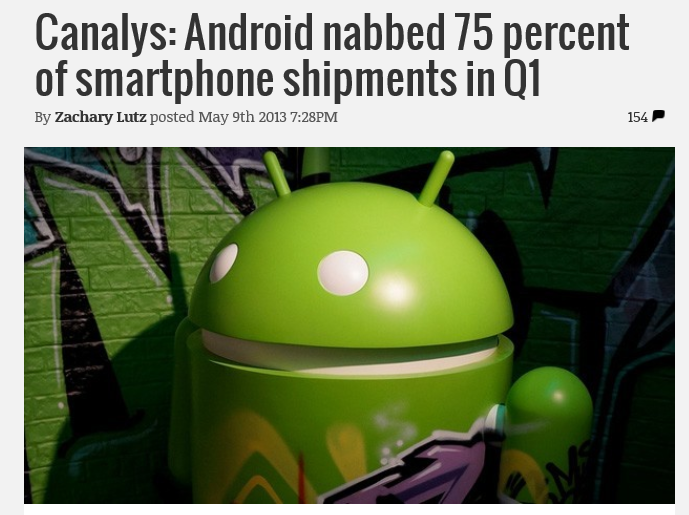 Canalys: Android nabbed 75 percent
of smartphone shipments in Q1
By Zachary Lutz posted May 9th 2013 7:28PM
154